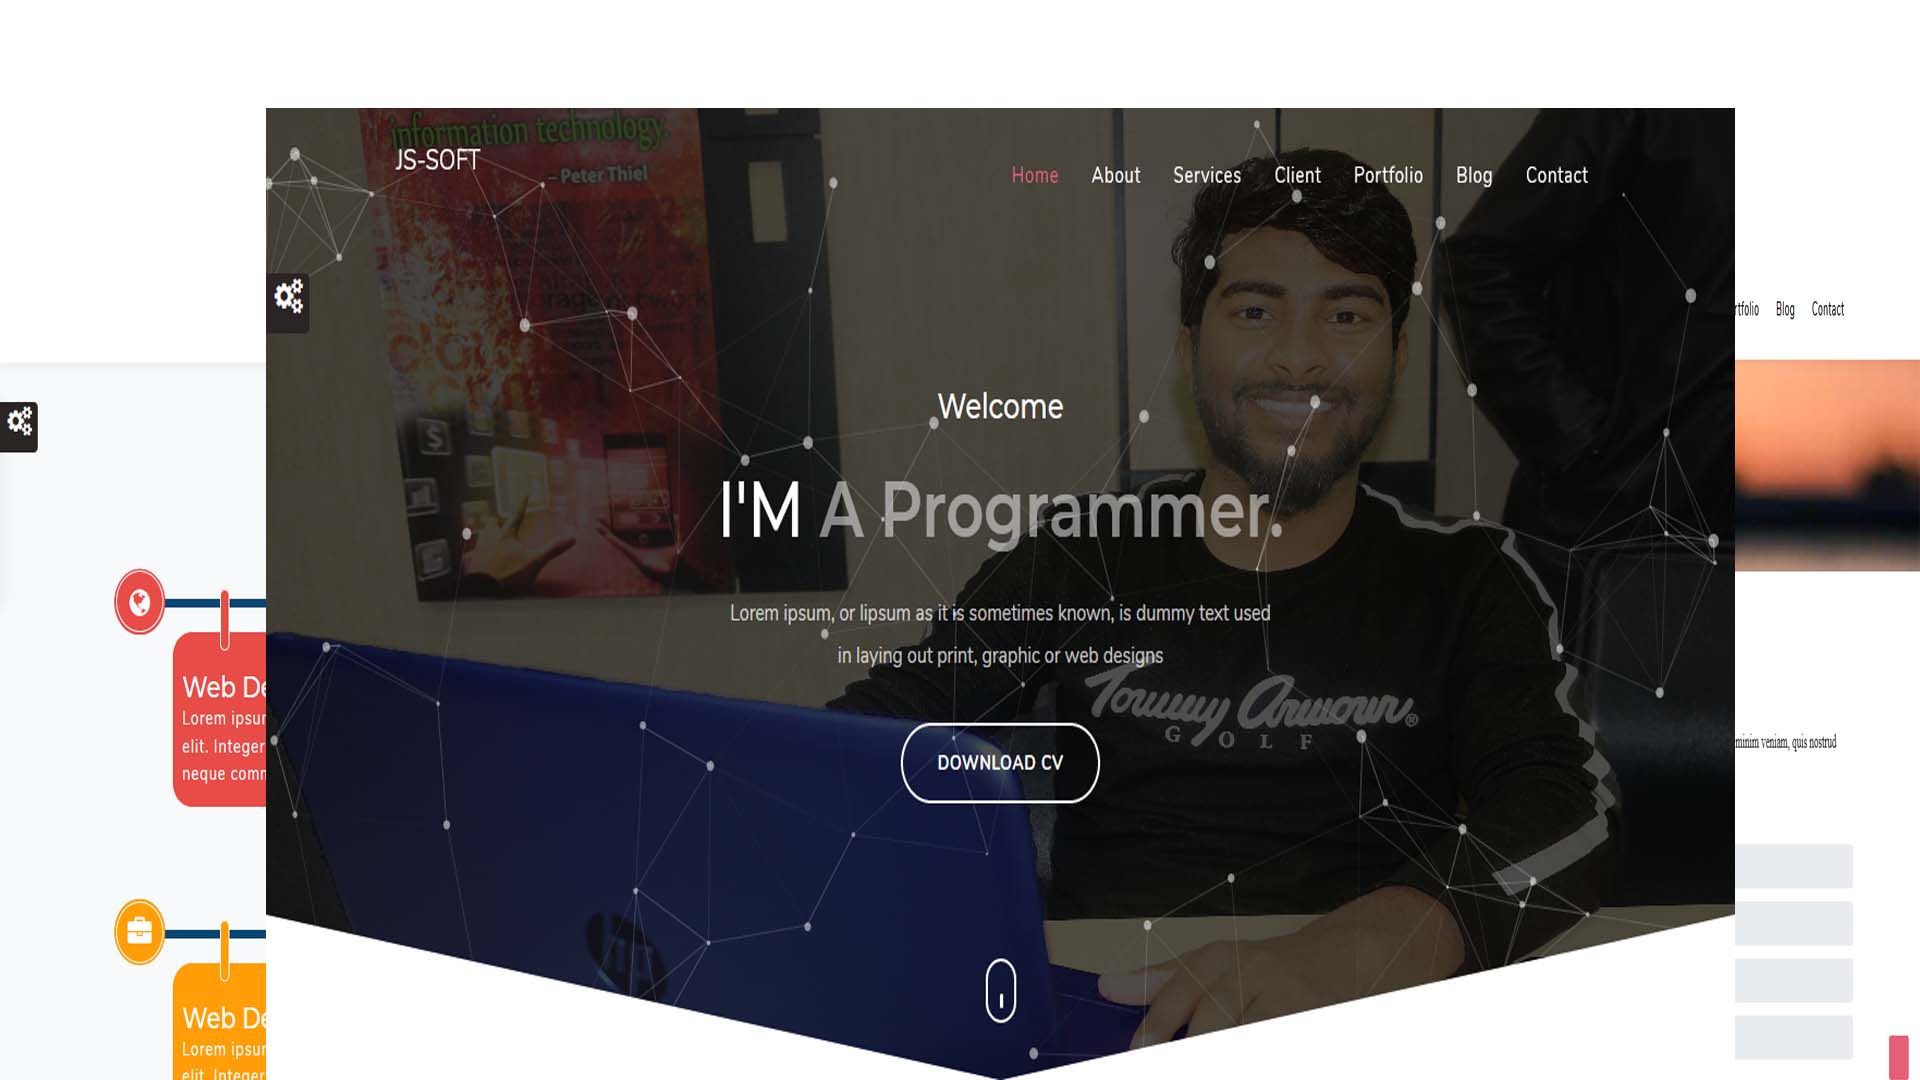 information technology.
– Peter Thiel
JS-SOFT
Home About Services Client Portfolio Blog Contact
rtfolio Blog Contact
Welcome
I'M A Programmer.
Lorem ipsum, or lipsum as it is sometimes known, is dummy text used
in laying out print, graphic or web designs
Tommy Armour®
GOLF
DOWNLOAD CV
Web De
Lorem ipsur
elit. Integer
neque comm
minim veniam, quis nostrud
Web De
Lorem ipsur
elit. Integer